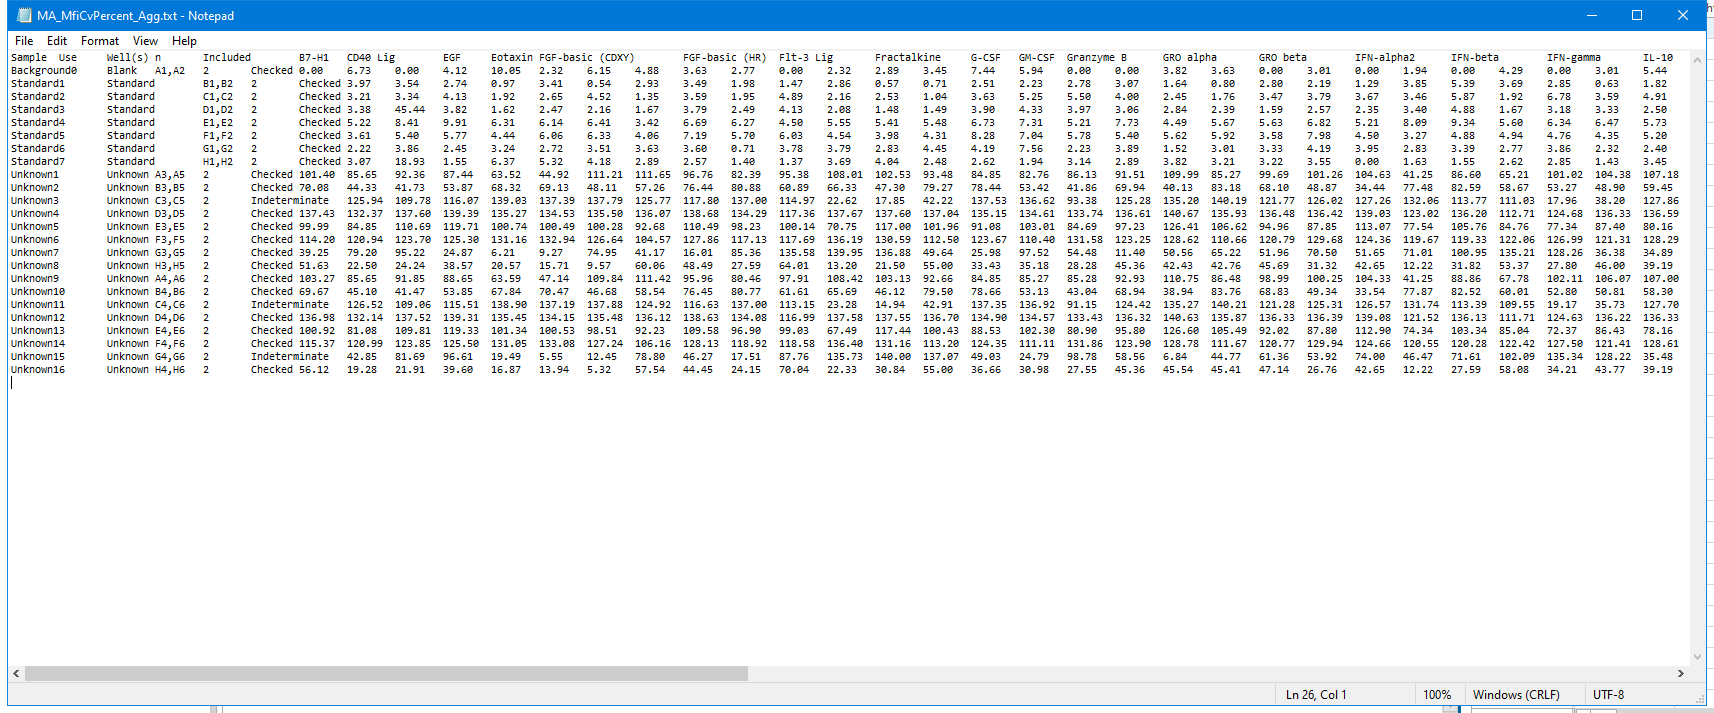 MA_MfiCvPercent_Agg.txt - Notepad
File Edit Format View Help
Sample Use Well(s) n Included B7-H1 CD40 Lig EGF Eotaxin FGF-basic (CDXY) FGF-basic (HR) Flt-3 Lig Fractalkine G-CSF GM-CSF Granzyme B GRO alpha GRO beta IFN-alpha2 IFN-beta IFN-gamma IL-10
Background0 Blank A1,A2 2 Checked 0.00 6.73 0.00 4.12 10.05 2.32 6.15 4.88 3.63 2.77 0.00 2.32 2.89 3.45 7.44 5.94 0.00 0.00 3.82 3.63 0.00 3.01 0.00 1.94 0.00 4.29 0.00 3.01 5.44
Standard1 Standard B1,B2 2 Checked 3.97 3.54 2.74 0.97 3.41 0.54 2.93 3.49 1.98 1.47 2.86 0.57 0.71 2.51 2.23 2.78 3.07 1.64 0.80 2.80 2.19 1.29 3.85 5.39 3.69 2.85 0.63 1.82
Standard2 Standard C1,C2 2 Checked 3.21 3.34 4.13 1.92 2.65 4.52 1.35 3.59 1.95 4.89 2.16 2.53 1.04 3.63 5.25 5.50 4.00 2.45 1.76 3.47 3.79 3.67 3.46 5.87 1.92 6.78 3.59 4.91
Standard3 Standard D1,D2 2 Checked 3.38 45.44 3.82 1.62 2.47 2.16 1.67 3.79 2.49 4.13 2.08 1.48 1.49 3.90 4.33 3.97 3.06 2.84 2.39 1.59 2.57 2.35 3.40 4.88 1.67 3.18 3.33 2.50
Standard4 Standard E1,E2 2 Checked 5.22 8.41 9.91 6.31 6.14 6.41 3.42 6.69 6.27 4.50 5.55 5.41 5.48 6.73 7.31 5.21 7.73 4.49 5.67 5.63 6.82 5.21 8.09 9.34 5.60 6.34 6.47 5.73
Standard5 Standard F1,F2 2 Checked 3.61 5.40 5.77 4.44 6.06 6.33 4.06 7.19 5.70 6.03 4.54 3.98 4.31 8.28 7.04 5.78 5.40 5.62 5.92 3.58 7.98 4.50 3.27 4.88 4.94 4.76 4.35 5.20
Standard6 Standard G1,G2 2 Checked 2.22 3.86 2.45 3.24 2.72 3.51 3.63 3.60 0.71 3.78 3.79 2.83 4.45 4.19 7.56 2.23 3.89 1.52 3.01 3.33 4.19 3.95 2.83 3.39 2.77 3.86 2.32 2.40
Standard7 Standard H1,H2 2 Checked 3.07 18.93 1.55 6.37 5.32 4.18 2.89 2.57 1.40 1.37 3.69 4.04 2.48 2.62 1.94 3.14 2.89 3.82 3.21 3.22 3.55 0.00 1.63 1.55 2.62 2.85 1.43 3.45
Unknown1 Unknown A3,A5 2 Checked 101.40 85.65 92.36 87.44 63.52 44.92 111.21 111.65 96.76 82.39 95.38 108.01 102.53 93.48 84.85 82.76 86.13 91.51 109.99 85.27 99.69 101.26 104.63 41.25 86.60 65.21 101.02 104.38 107.18
Unknown2 Unknown B3,B5 2 Checked 70.08 44.33 41.73 53.87 68.32 69.13 48.11 57.26 76.44 80.88 60.89 66.33 47.30 79.27 78.44 53.42 41.86 69.94 40.13 83.18 68.10 48.87 34.44 77.48 82.59 58.67 53.27 48.90 59.45
Unknown3 Unknown C3,C5 2 Indeterminate 125.94 109.78 116.07 139.03 137.39 137.79 125.77 117.80 137.00 114.97 22.62 17.85 42.22 137.53 136.62 93.38 125.28 135.20 140.19 121.77 126.02 127.26 132.06 113.77 111.03 17.96 38.20 127.86
Unknown4 Unknown D3,D5 2 Checked 137.43 132.37 137.60 139.39 135.27 134.53 135.50 136.07 138.68 134.29 117.36 137.67 137.60 137.04 135.15 134.61 133.74 136.61 140.67 135.93 136.48 136.42 139.03 123.02 136.20 112.71 124.68 136.33 136.59
Unknown5 Unknown E3,E5 2 Checked 99.99 84.85 110.69 119.71 100.74 100.49 100.28 92.68 110.49 98.23 100.14 70.75 117.00 101.96 91.08 103.01 84.69 97.23 126.41 106.62 94.96 87.85 113.07 77.54 105.76 84.76 77.34 87.40 80.16
Unknown6 Unknown F3,F5 2 Checked 114.20 120.94 123.70 125.30 131.16 132.94 126.64 104.57 127.86 117.13 117.69 136.19 130.59 112.50 123.67 110.40 131.58 123.25 128.62 110.66 120.79 129.68 124.36 119.67 119.33 122.06 126.99 121.31 128.29
Unknown7 Unknown G3,G5 2 Checked 39.25 79.20 95.22 24.87 6.21 9.27 74.95 41.17 16.01 85.36 135.58 139.95 136.88 49.64 25.98 97.52 54.48 11.40 50.56 65.22 51.96 70.50 51.65 71.01 100.95 135.21 128.26 36.38 34.89
Unknown8 Unknown H3,H5 2 Checked 51.63 22.50 24.24 38.57 20.57 15.71 9.57 60.06 48.49 27.59 64.01 13.20 21.50 55.00 33.43 35.18 28.28 45.36 42.43 42.76 45.69 31.32 42.65 12.22 31.82 53.37 27.80 46.00 39.19
Unknown9 Unknown A4,A6 2 Checked 103.27 85.65 91.85 88.65 63.59 47.14 109.84 111.42 95.96 80.46 97.91 108.42 103.13 92.66 84.85 85.27 85.28 92.93 110.75 86.48 98.99 100.25 104.33 41.25 88.86 67.78 102.11 106.07 107.00
Unknown10 Unknown B4,B6 2 Checked 69.67 45.10 41.47 53.85 67.84 70.47 46.68 58.54 76.45 80.77 61.61 65.69 46.12 79.50 78.66 53.13 43.04 68.94 38.94 83.76 68.83 49.34 33.54 77.87 82.52 60.01 52.80 50.81 58.30
Unknown11 Unknown C4,C6 2 Indeterminate 126.52 109.06 115.51 138.90 137.19 137.88 124.92 116.63 137.00 113.15 23.28 14.94 42.91 137.35 136.92 91.15 124.42 135.27 140.21 121.28 125.31 126.57 131.74 113.39 109.55 19.17 35.73 127.70
Unknown12 Unknown D4,D6 2 Checked 136.98 132.14 137.52 139.31 135.45 134.15 135.48 136.12 138.63 134.08 116.99 137.58 137.55 136.70 134.90 134.57 133.43 136.32 140.63 135.87 136.33 136.39 139.08 121.52 136.13 111.71 124.63 136.22 136.33
Unknown13 Unknown E4,E6 2 Checked 100.92 81.08 109.81 119.33 101.34 100.53 98.51 92.23 109.58 96.90 99.03 67.49 117.44 100.43 88.53 102.30 80.90 95.80 126.60 105.49 92.02 87.80 112.90 74.34 103.34 85.04 72.37 86.43 78.16
Unknown14 Unknown F4,F6 2 Checked 115.37 120.99 123.85 125.50 131.05 133.08 127.24 106.16 128.13 118.92 118.58 136.40 131.16 113.20 124.35 111.11 131.86 123.90 128.78 111.67 120.77 129.94 124.66 120.55 120.28 122.42 127.50 121.41 128.61
Unknown15 Unknown G4,G6 2 Indeterminate 42.85 81.69 96.61 19.49 5.55 12.45 78.80 46.27 17.51 87.76 135.73 140.00 137.07 49.03 24.79 98.78 58.56 6.84 44.77 61.36 53.92 74.00 46.47 71.61 102.09 135.34 128.22 35.48
Unknown16 Unknown H4,H6 2 Checked 56.12 19.28 21.91 39.60 16.87 13.94 5.32 57.54 44.45 24.15 70.04 22.33 30.84 55.00 36.66 30.98 27.55 45.36 45.54 45.41 47.14 26.76 42.65 12.22 27.59 58.08 34.21 43.77 39.19
Ln 26, Col 1 100% Windows (CRLF) UTF-8